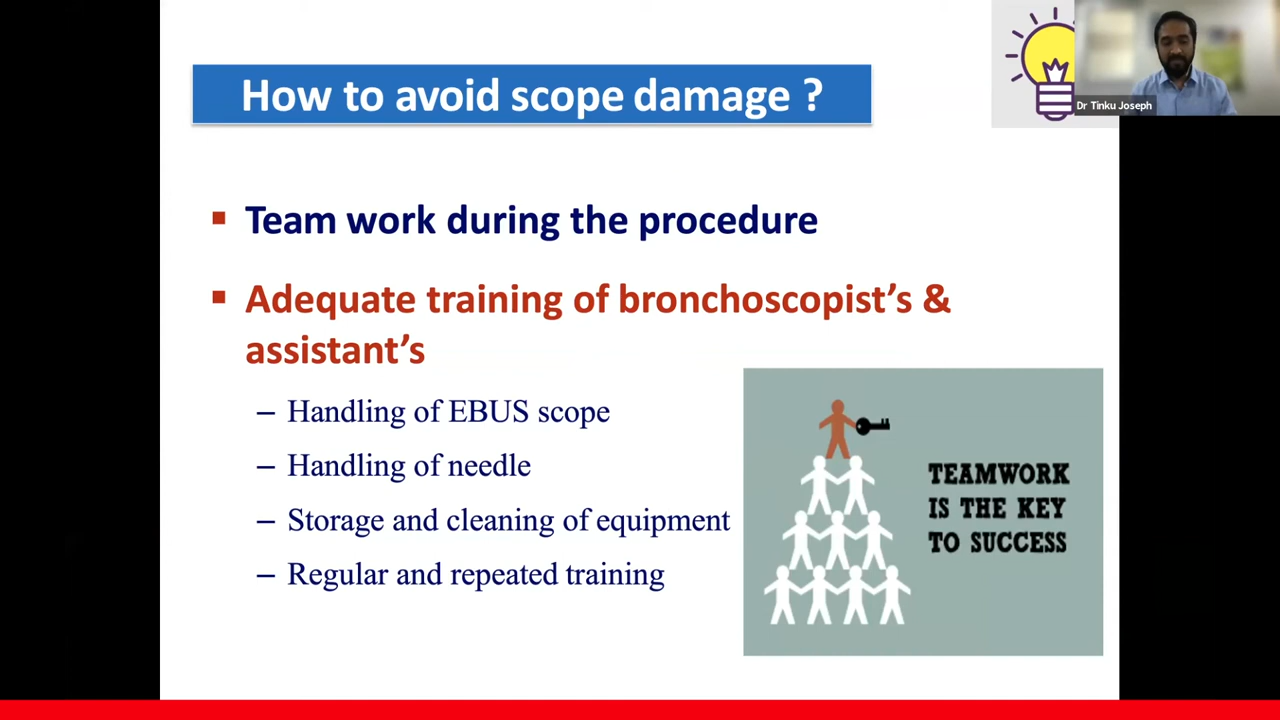 How to avoid scope damage ?
Dr Tinku Joseph
Team work during the procedure
Adequate training of bronchoscopist’s &
assistant’s
– Handling of EBUS scope
– Handling of needle
– Storage and cleaning of equipment
– Regular and repeated training
TEAMWORK
IS THE KEY
TO SUCCESS